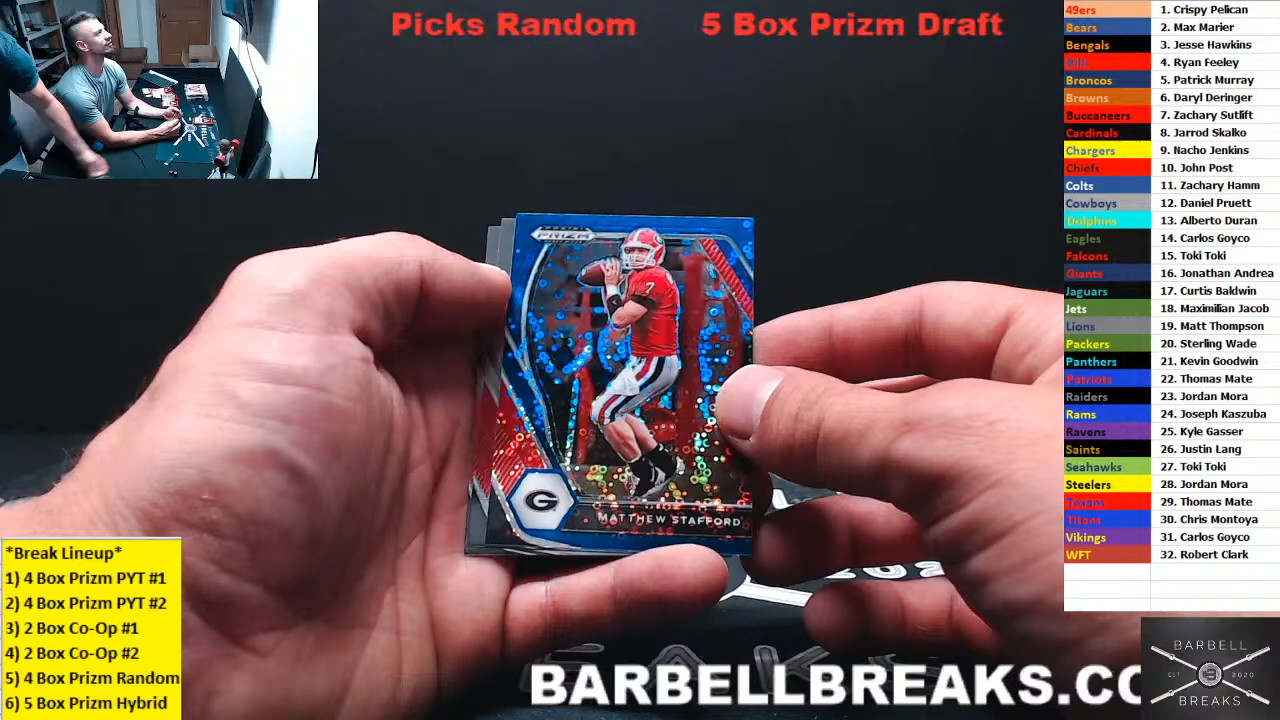 Picks Random 5 Box Prizm Draft
49ers 1. Crispy Pelican
Bears 2. Max Marier
Bengals 3. Jesse Hawkins
Bills 4. Ryan Feeley
Broncos 5. Patrick Murray
Browns 6. Daryl Deringer
Buccaneers 7. Zachary Sutlift
Cardinals 8. Jarrod Skalko
Chargers 9. Nacho Jenkins
Chiefs 10. John Post
Colts 11. Zachary Hamm
Cowboys 12. Daniel Pruett
Dolphins 13. Alberto Duran
Eagles 14. Carlos Goyco
Falcons 15. Toki Toki
Giants 16. Jonathan Andrea
Jaguars 17. Curtis Baldwin
Jets 18. Maximilian Jacob
Lions 19. Matt Thompson
Packers 20. Sterling Wade
Panthers 21. Kevin Goodwin
Patriots 22. Thomas Mate
Raiders 23. Jordan Mora
Rams 24. Joseph Kaszuba
Ravens 25. Kyle Gasser
Saints 26. Justin Lang
Seahawks 27. Toki Toki
Steelers 28. Jordan Mora
Texans 29. Thomas Mate
Titans 30. Chris Montoya
Vikings 31. Carlos Goyco
WFT 32. Robert Clark
PRIZM
7
G
MATTHEW STAFFORD
*Break Lineup*
1) 4 Box Prizm PYT #1
2) 4 Box Prizm PYT #2
3) 2 Box Co-Op #1
4) 2 Box Co-Op #2
5) 4 Box Prizm Random
6) 5 Box Prizm Hybrid
BARBELLBREAKS.CO
BARBELL
EST 2020
BREAKS